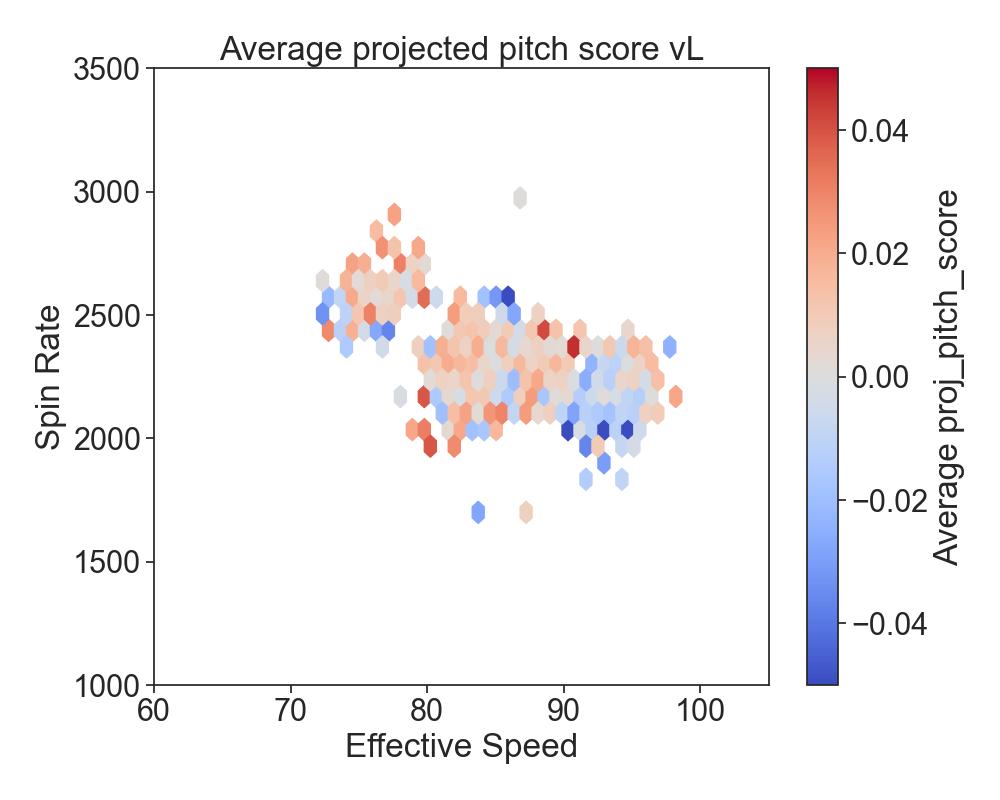 Average projected pitch score vL
3500
3000
2500
2000
1500
1000
Spin Rate
60 70 80 90 100
Effective Speed
0.04
0.02
0.00
−0.02
−0.04
Average proj_pitch_score